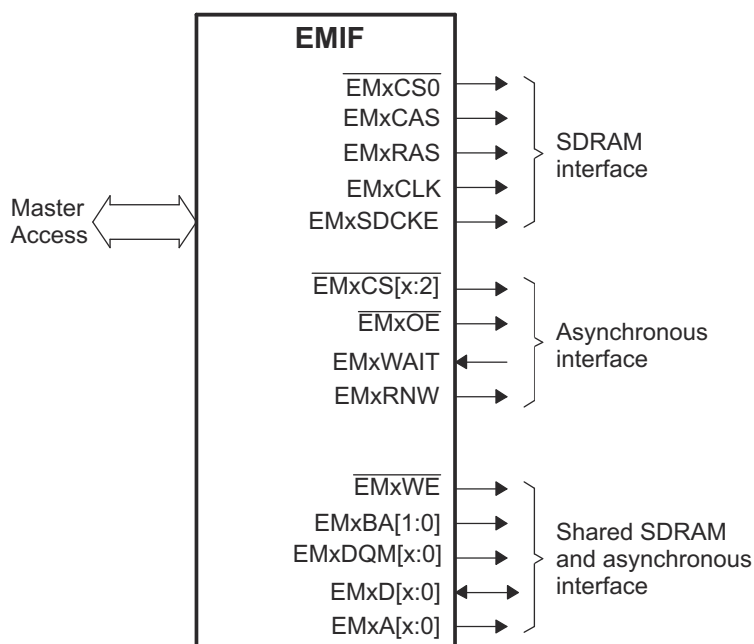 EMIF
EMxCS0
EMxCAS
EMxRAS
EMxCLK
EMxSDCKE
SDRAM
interface
Master
Access
EMxCS[x:2]
EMxOE
EMxWAIT
EMxRNW
Asynchronous
interface
EMxWE
EMxBA[1:0]
EMxDQM[x:0]
EMxD[x:0]
EMxA[x:0]
Shared SDRAM
and asynchronous
interface